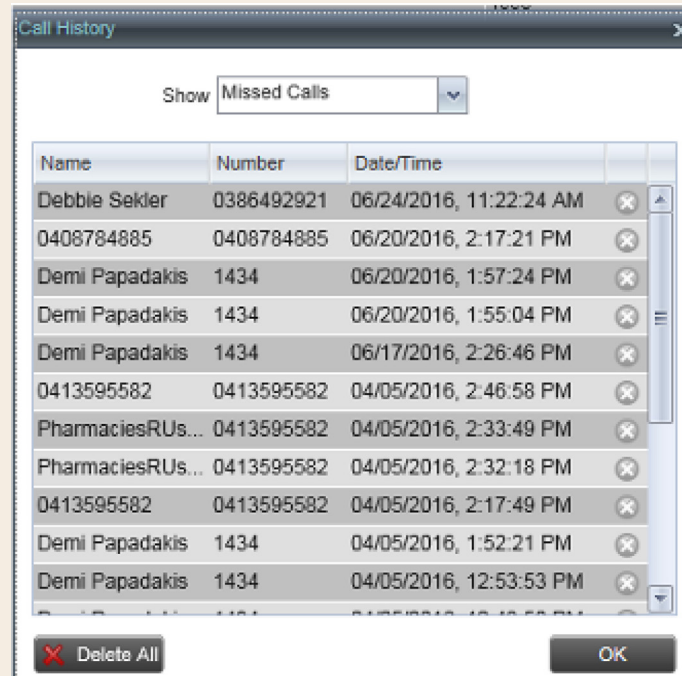 Call History
Show Missed Calls
Name Number Date/Time
Debbie Sekler 0386492921 06/24/2016, 11:22:24 AM
0408784885 0408784885 06/20/2016, 2:17:21 PM
Demi Papadakis 1434 06/20/2016, 1:57:24 PM
Demi Papadakis 1434 06/20/2016, 1:55:04 PM
Demi Papadakis 1434 06/17/2016, 2:26:46 PM
0413595582 0413595582 04/05/2016, 2:46:58 PM
PharmaciesRUs... 0413595582 04/05/2016, 2:33:49 PM
PharmaciesRUs... 0413595582 04/05/2016, 2:32:18 PM
0413595582 0413595582 04/05/2016, 2:17:49 PM
Demi Papadakis 1434 04/05/2016, 1:52:21 PM
Demi Papadakis 1434 04/05/2016, 12:53:53 PM
Delete All OK